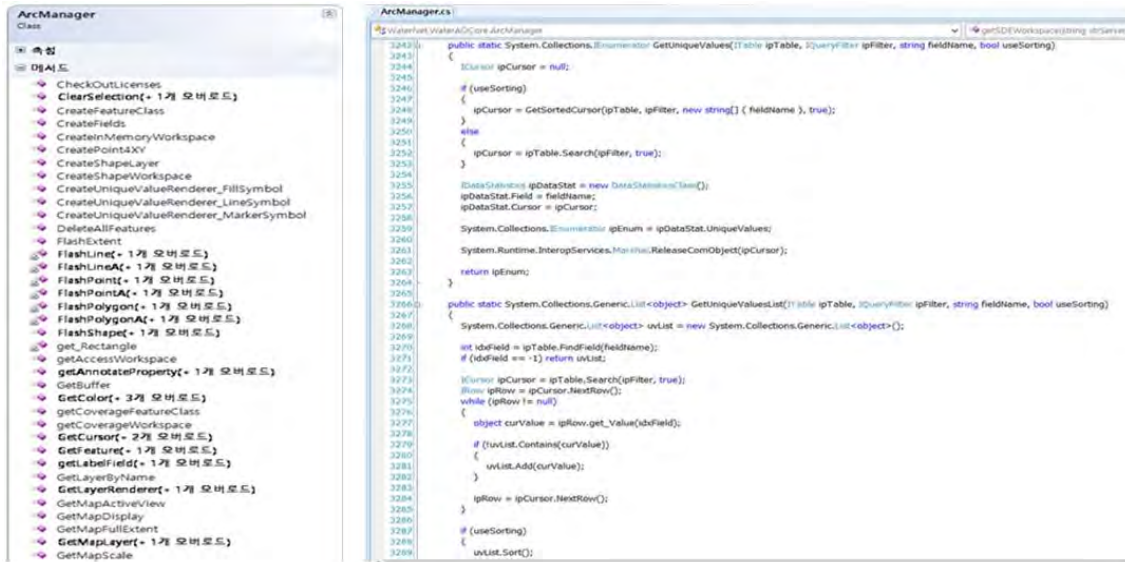 ArcManager
Class
속성
메서드
CheckOutLicenses
ClearSelection(+ 1개 오버로드)
CreateFeatureClass
CreateFields
CreateInMemoryWorkspace
CreatePoint4XY
CreateShapeLayer
CreateShapeWorkspace
CreateUniqueValueRenderer_FillSymbol
CreateUniqueValueRenderer_LineSymbol
CreateUniqueValueRenderer_MarkerSymbol
DeleteAllFeatures
FlashExtent
FlashLine(+ 1개 오버로드)
FlashLineA(+ 1개 오버로드)
FlashPoint(+ 1개 오버로드)
FlashPointA(+ 1개 오버로드)
FlashPolygon(+ 1개 오버로드)
FlashPolygonA(+ 1개 오버로드)
FlashShape(+ 1개 오버로드)
get_Rectangle
getAccessWorkspace
getAnnotateProperty(+ 1개 오버로드)
GetBuffer
GetColor(+ 3개 오버로드)
getCoverageFeatureClass
getCoverageWorkspace
GetCursor(+ 2개 오버로드)
GetFeature(+ 1개 오버로드)
getLabelField(+ 1개 오버로드)
GetLayerByName
GetLayerRenderer(+ 1개 오버로드)
GetMapActiveView
GetMapDisplay
GetMapFullExtent
GetMapLayer(+ 1개 오버로드)
GetMapScale
ArcManager.cs
WaterNet.WaterAOCore.ArcManager
getSDEWorkspace(string strServer
3242 public static System.Collections.IEnumerator GetUniqueValues(ITable ipTable, IQueryFilter ipFilter, string fieldName, bool useSorting)
3243 {
3244 ICursor ipCursor = null;
3245
3246 if (useSorting)
3247 {
3248 ipCursor = GetSortedCursor(ipTable, ipFilter, new string[] { fieldName }, true);
3249 }
3250 else
3251 {
3252 ipCursor = ipTable.Search(ipFilter, true);
3253 }
3254
3255 IDataStatistics ipDataStat = new DataStatisticsClass();
3256 ipDataStat.Field = fieldName;
3257 ipDataStat.Cursor = ipCursor;
3258
3259 System.Collections.IEnumerator ipEnum = ipDataStat.UniqueValues;
3260
3261 System.Runtime.InteropServices.Marshal.ReleaseComObject(ipCursor);
3262
3263 return ipEnum;
3264 }
3265
3266 public static System.Collections.Generic.List<object> GetUniqueValuesList(ITable ipTable, IQueryFilter ipFilter, string fieldName, bool useSorting)
3267 {
3268 System.Collections.Generic.List<object> uvList = new System.Collections.Generic.List<object>();
3269
3270 int idxField = ipTable.FindField(fieldName);
3271 if (idxField == -1) return uvList;
3272
3273 ICursor ipCursor = ipTable.Search(ipFilter, true);
3274 IRow ipRow = ipCursor.NextRow();
3275 while (ipRow != null)
3276 {
3277 object curValue = ipRow.get_Value(idxField);
3278
3279 if (!uvList.Contains(curValue))
3280 {
3281 uvList.Add(curValue);
3282 }
3283
3284 ipRow = ipCursor.NextRow();
3285 }
3286
3287 if (useSorting)
3288 {
3289 uvList.Sort();